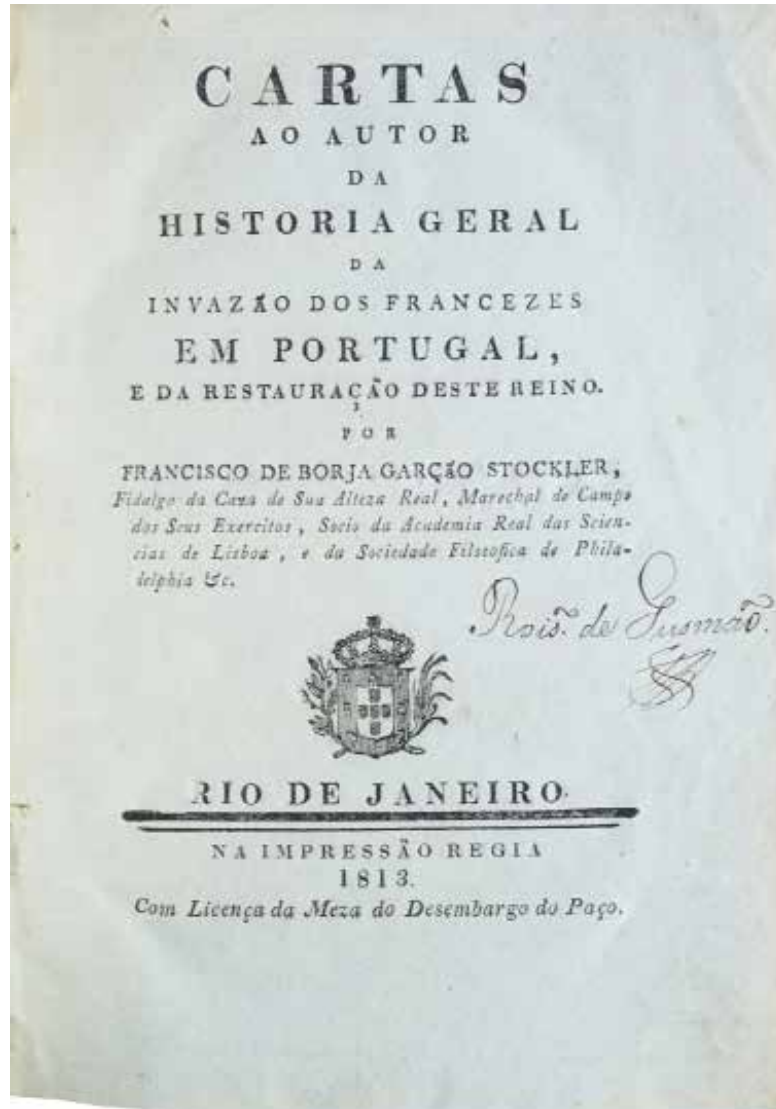 CARTAS
AO AUTOR
DA
HISTORIA GERAL
DA
INVAZÃO DOS FRANCEZES
EM PORTUGAL,
E DA RESTAURAÇÃO DESTE REINO.
POR
FRANCISCO DE BORJA GARÇÃO STOCKLER,
Fidalgo da Caza de Sua Alteza Real, Marechal de Campo
dos Seus Exercitos, Socio da Academia Real das Scien-
cias de Lisboa, e da Sociedade Filosofica de Phila-
delphia &c.
Rois. de Gusmão.
RIO DE JANEIRO.
NA IMPRESSÃO REGIA
1813.
Com Licença da Meza do Desembargo do Paço.